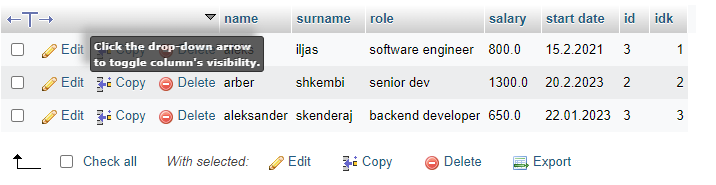 name surname role salary start date id idk
Edit iljas software engineer 800.0 15.2.2021 3 1
Click the drop-down arrow
to toggle column's visibility.
Edit Copy Delete arber shkembi senior dev 1300.0 20.2.2023 2 2
Edit Copy Delete aleksander skenderaj backend developer 650.0 22.01.2023 3 3
Check all With selected: Edit Copy Delete Export